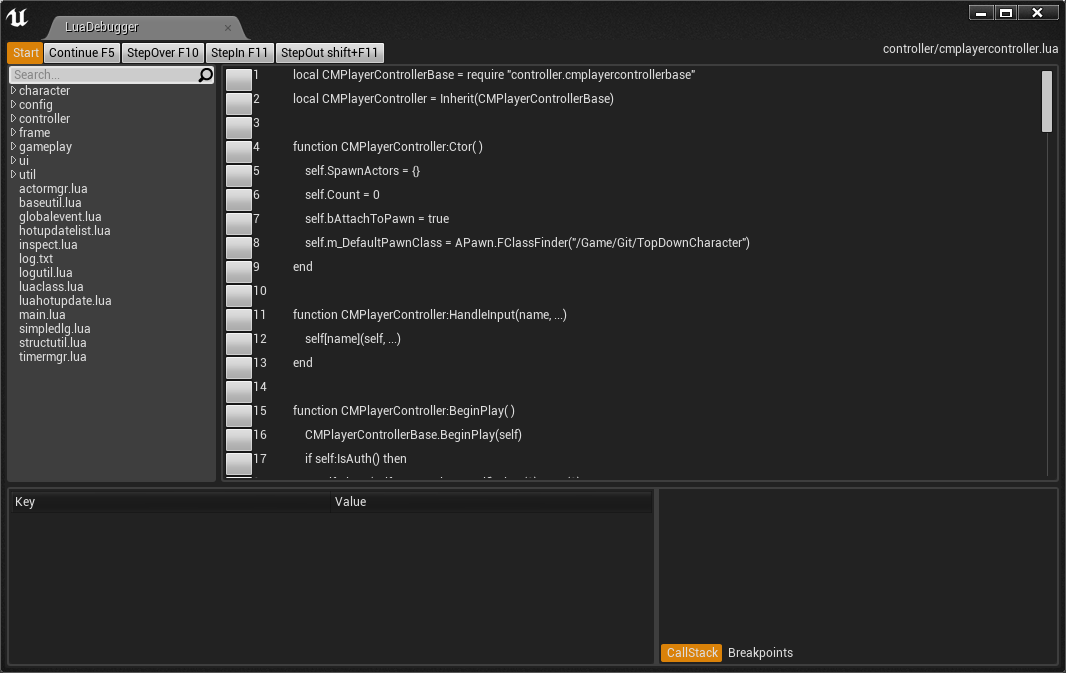 LuaDebugger
Start Continue F5 StepOver F10 StepIn F11 StepOut shift+F11
controller/cmplayercontroller.lua
Search...
character
config
controller
frame
gameplay
ui
util
actormgr.lua
baseutil.lua
globalevent.lua
hotupdatelist.lua
inspect.lua
log.txt
logutil.lua
luaclass.lua
luahotupdate.lua
main.lua
simpledlg.lua
structutil.lua
timermgr.lua
1 local CMPlayerControllerBase = require "controller.cmplayercontrollerbase"
2 local CMPlayerController = Inherit(CMPlayerControllerBase)
3
4 function CMPlayerController:Ctor( )
5 self.SpawnActors = {}
6 self.Count = 0
7 self.bAttachToPawn = true
8 self.m_DefaultPawnClass = APawn.FClassFinder("/Game/Git/TopDownCharacter")
9 end
10
11 function CMPlayerController:HandleInput(name, ...)
12 self[name](self, ...)
13 end
14
15 function CMPlayerController:BeginPlay( )
16 CMPlayerControllerBase.BeginPlay(self)
17 if self:IsAuth() then
Key Value
CallStack Breakpoints